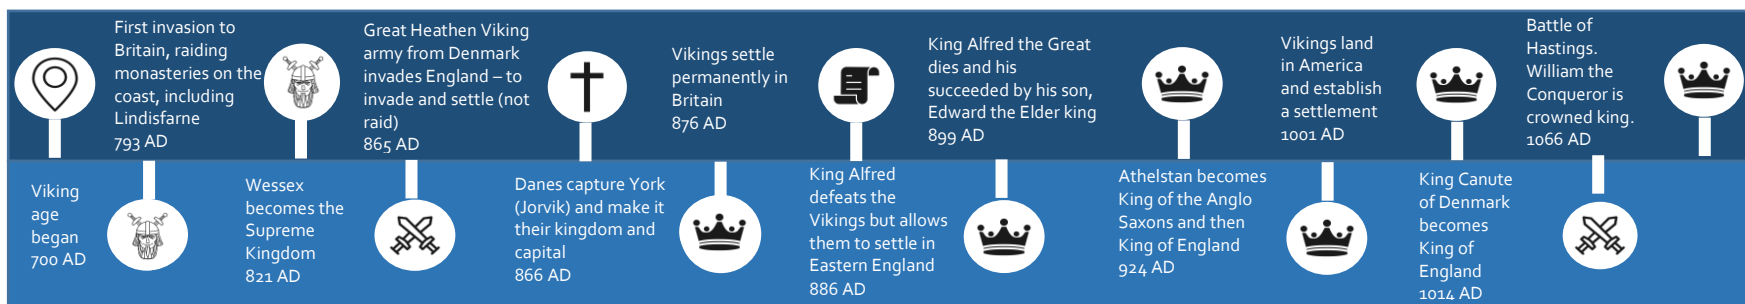 Viking
age
began
700 AD
First invasion to
Britain, raiding
monasteries on the
coast, including
Lindisfarne
793 AD
Wessex
becomes the
Supreme
Kingdom
821 AD
Great Heathen Viking
army from Denmark
invades England – to
invade and settle (not
raid)
865 AD
Danes capture York
(Jorvik) and make it
their kingdom and
capital
866 AD
Vikings settle
permanently in
Britain
876 AD
King Alfred
defeats the
Vikings but allows
them to settle in
Eastern England
886 AD
King Alfred the Great
dies and his
succeeded by his son,
Edward the Elder king
899 AD
Athelstan becomes
King of the Anglo
Saxons and then
King of England
924 AD
Vikings land
in America
and establish
a settlement
1001 AD
King Canute
of Denmark
becomes
King of
England
1014 AD
Battle of
Hastings.
William the
Conqueror is
crowned king.
1066 AD